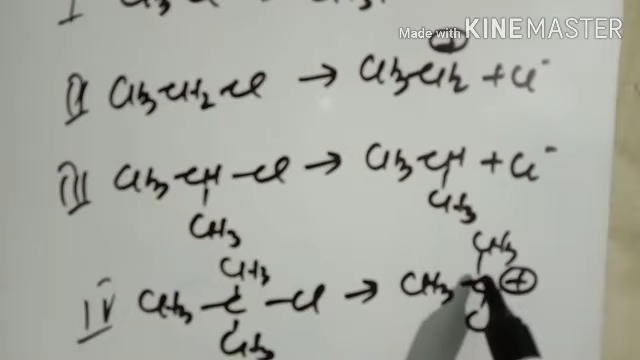 I CH3Cl
Made with KINEMASTER
II CH3CH2Cl → CH3CH2 + Cl-
+
III CH3CH-Cl → CH3CH + Cl-
CH3 CH3
CH3 CH3
IV CH3-C-Cl → CH3-C +
CH3 C